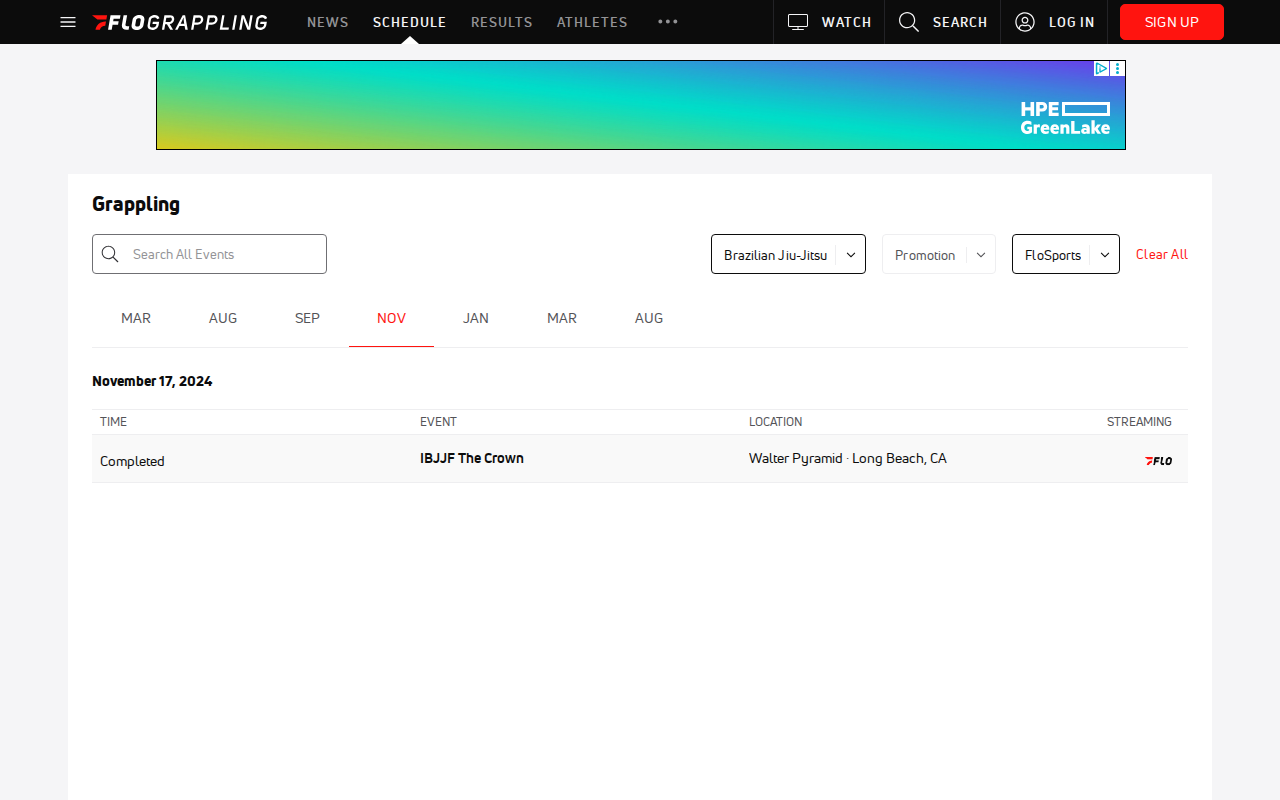 FLOGRAPPLING NEWS SCHEDULE RESULTS ATHLETES WATCH SEARCH LOG IN SIGN UP
HPE
GreenLake
Grappling
Search All Events Brazilian Jiu-Jitsu Promotion FloSports Clear All
MAR AUG SEP NOV JAN MAR AUG
November 17, 2024
TIME EVENT LOCATION STREAMING
Completed IBJJF The Crown Walter Pyramid · Long Beach, CA FLO